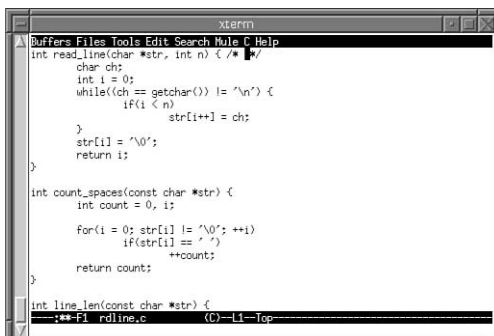 xterm
Buffers Files Tools Edit Search Mule C Help
int read_line(char *str, int n) { /* */
char ch;
int i = 0;
while((ch == getchar()) != '\n') {
if(i < n)
str[i++] = ch;
}
str[i] = '\0';
return i;
}
int count_spaces(const char *str) {
int count = 0, i;
for(i = 0; str[i] != '\0'; ++i)
if(str[i] == ' ')
++count;
return count;
}
int line_len(const char *str) {
----:**-F1 rdline.c (C)--L1--Top----------------------------------------